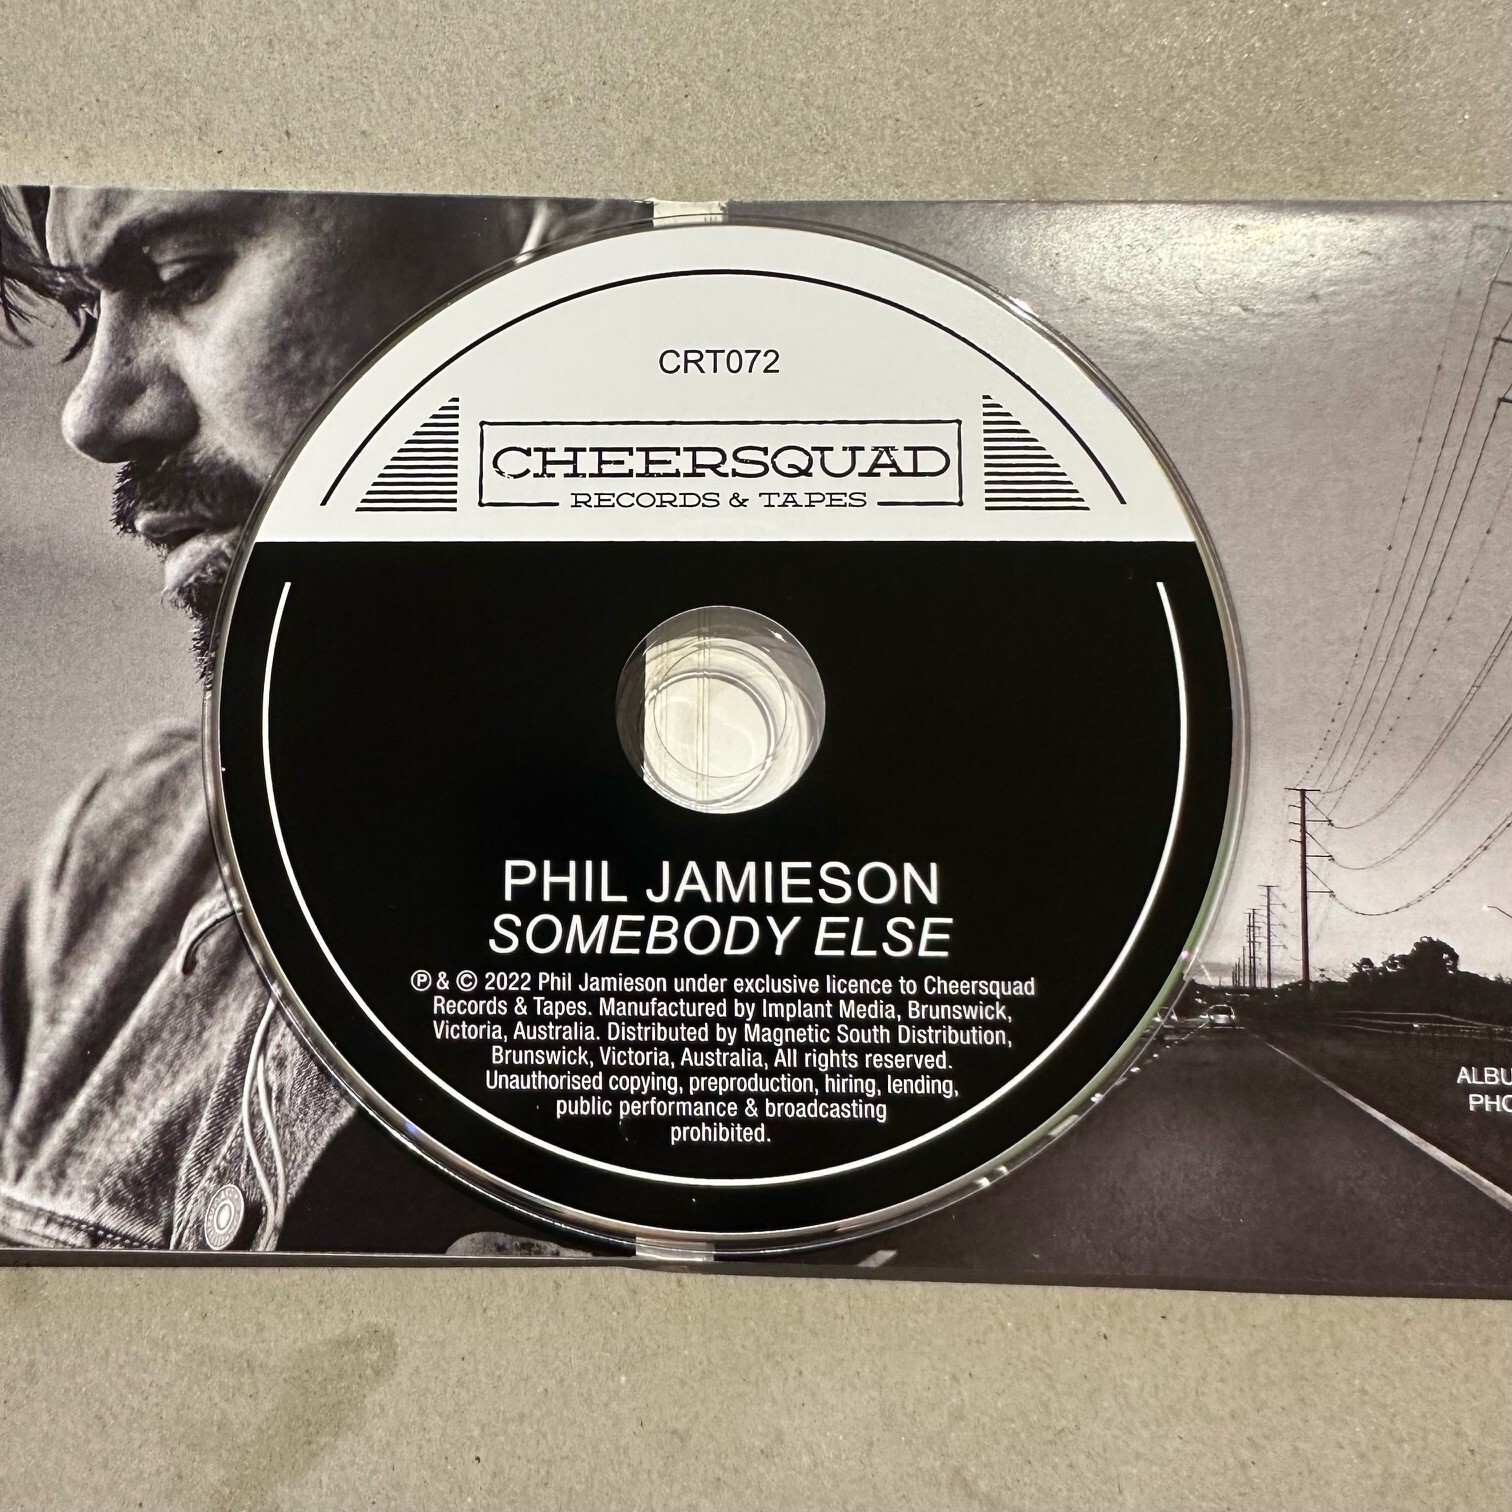 CRT072
CHEERSQUAD
RECORDS & TAPES
PHIL JAMIESON
SOMEBODY ELSE
℗ & © 2022 Phil Jamieson under exclusive licence to Cheersquad
Records & Tapes. Manufactured by Implant Media, Brunswick,
Victoria, Australia. Distributed by Magnetic South Distribution,
Brunswick, Victoria, Australia, All rights reserved.
Unauthorised copying, preproduction, hiring, lending,
public performance & broadcasting
prohibited.
ALBU
PHO